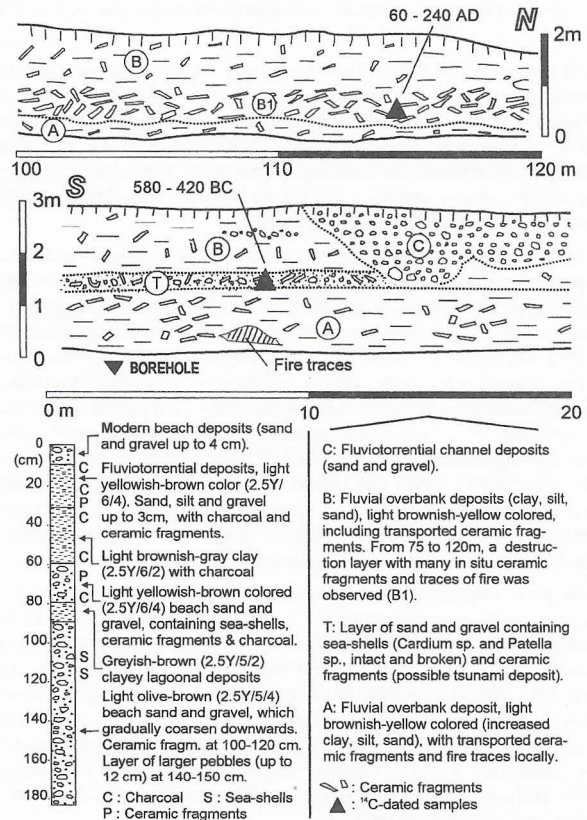 60 - 240 AD
N
2m
B
B1
A
0
100
110
120 m
3m
S
580 - 420 BC
2
B
C
T
1
A
0
BOREHOLE
Fire traces
0 m
10
20
0
(cm)
20
40
60
80
100
120
140
160
180
C
C
P
C
C
P
C
S
S
Modern beach deposits (sand
and gravel up to 4 cm).
Fluviotorrential deposits, light
yellowish-brown color (2.5Y/
6/4). Sand, silt and gravel
up to 3cm, with charcoal and
ceramic fragments.
Light brownish-gray clay
(2.5Y/6/2) with charcoal
Light yellowish-brown colored
(2.5Y/6/4) beach sand and
gravel, containing sea-shells,
ceramic fragments & charcoal.
Greyish-brown (2.5Y/5/2)
clayey lagoonal deposits
Light olive-brown (2.5Y/5/4)
beach sand and gravel, which
gradually coarsen downwards.
Ceramic fragm. at 100-120 cm.
Layer of larger pebbles (up to
12 cm) at 140-150 cm.
C : Charcoal S : Sea-shells
P : Ceramic fragments
C: Fluviotorrential channel deposits
(sand and gravel).
B: Fluvial overbank deposits (clay, silt,
sand), light brownish-yellow colored,
including transported ceramic frag-
ments. From 75 to 120m, a destruc-
tion layer with many in situ ceramic
fragments and traces of fire was
observed (B1).
T: Layer of sand and gravel containing
sea-shells (Cardium sp. and Patella
sp., intact and broken) and ceramic
fragments (possible tsunami deposit).
A: Fluvial overbank deposit, light
brownish-yellow colored (increased
clay, silt, sand), with transported cera-
mic fragments and fire traces locally.
: Ceramic fragments
: ¹⁴C-dated samples